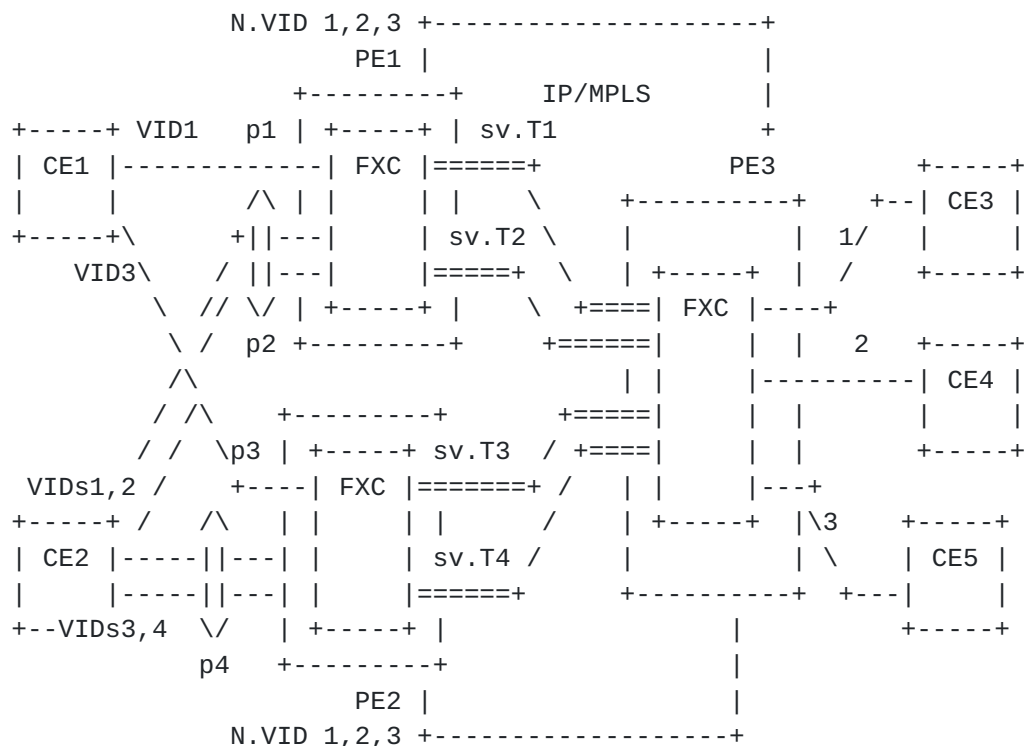 N.VID 1,2,3 +---------------------+
PE1 |                     |
+---------+     IP/MPLS       |
+-----+ VID1   p1 | +-----+ | sv.T1             +
| CE1 |-------------| FXC |======+            PE3         +-----+
|     |        /\ | |     | |    \     +----------+    +--| CE3 |
+-----+\      +||---|     | sv.T2 \    |          |  1/   |     |
VID3\    / ||---|     |=====+  \   | +-----+  |  /    +-----+
\  // \/ | +-----+ |    \  +====| FXC |----+
\ /  p2 +---------+     +======|     |  |   2   +-----+
/\                           | |     |----------| CE4 |
/ /\    +---------+       +=====|     |  |       |     |
/ /  \p3 | +-----+ sv.T3  / +====|     |  |       +-----+
VIDs1,2 /    +----| FXC |=======+ /   | |     |---+
+-----+ /   /\   | |     | |      /    | +-----+  |\3    +-----+
| CE2 |-----||---| |     | sv.T4 /     |          | \    | CE5 |
|     |-----||---| |     |======+      +----------+  +---|     |
+--VIDs3,4  \/   | +-----+ |                  |          +-----+
p4   +---------+                  |
PE2 |                   |
N.VID 1,2,3 +-------------------+